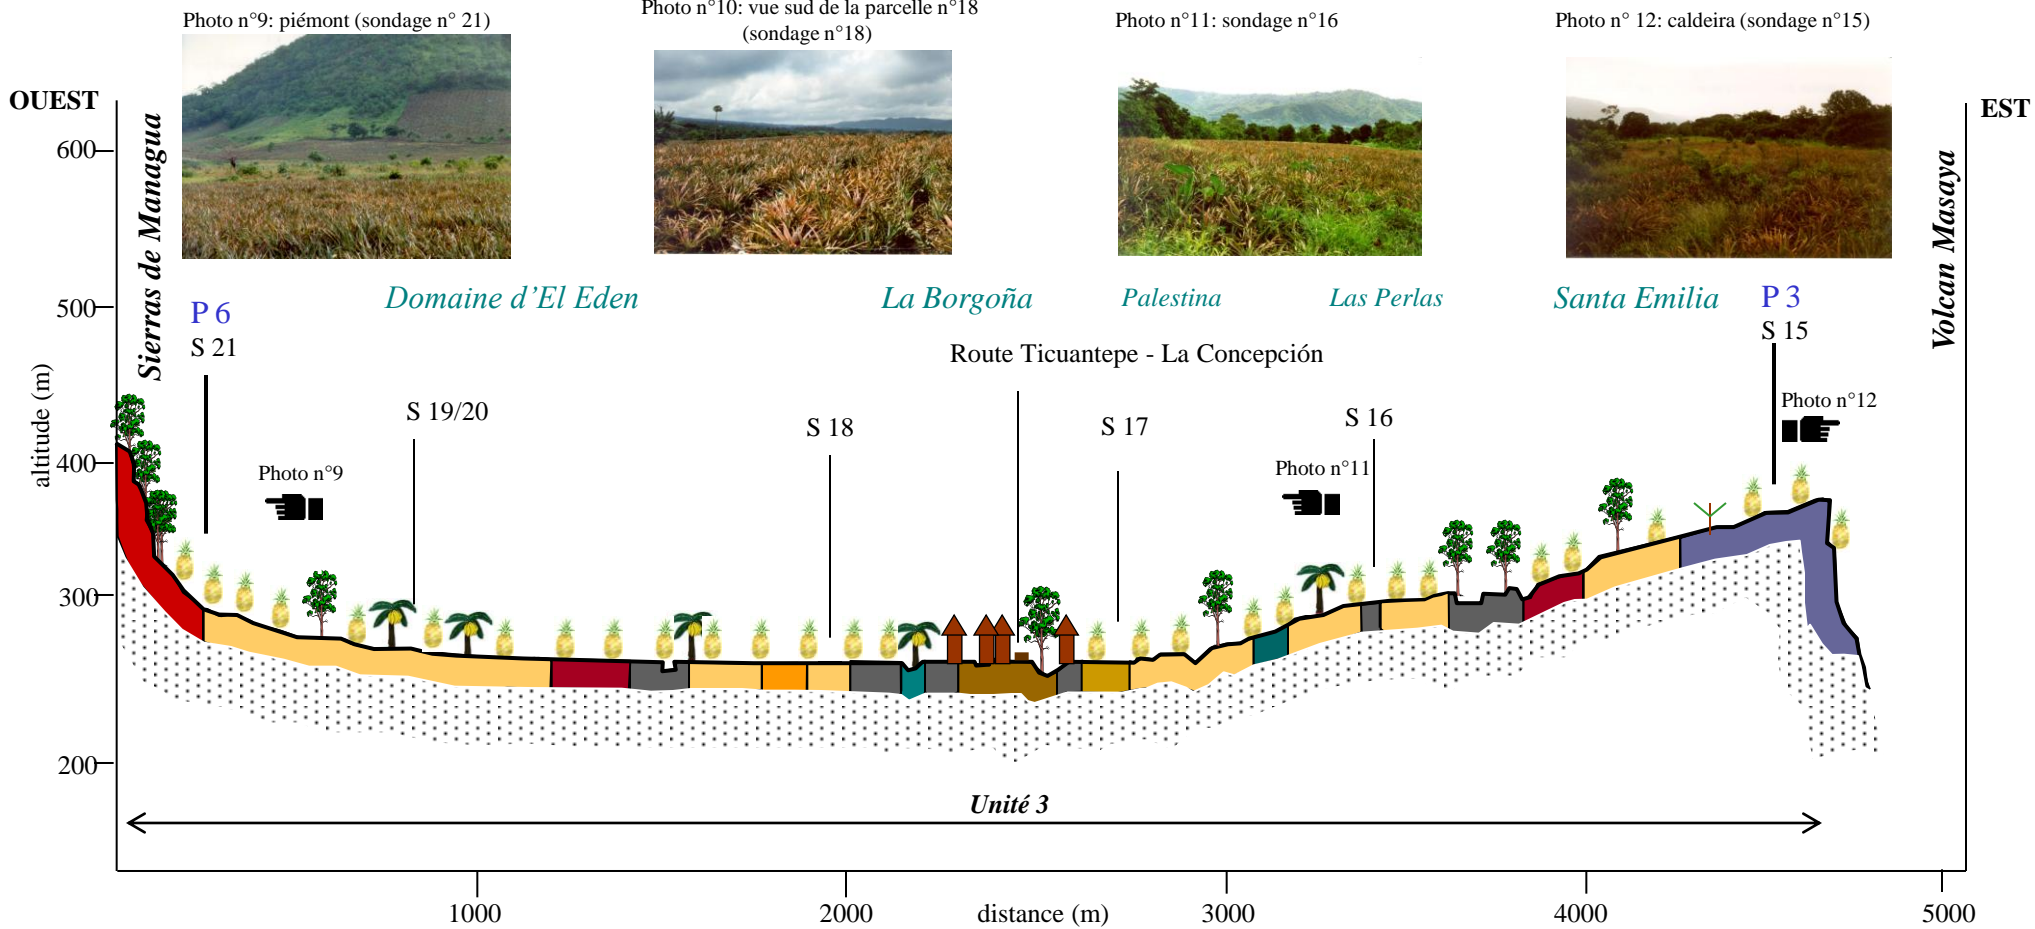 Photo n°9: piémont (sondage n° 21)
Photo n°10: vue sud de la parcelle n°18
(sondage n°18)
Photo n°11: sondage n°16
Photo n° 12: caldeira (sondage n°15)
OUEST
EST
600
500
400
300
200
altitude (m)
Sierras de Managua
Volcan Masaya
P 6
S 21
Domaine d'El Eden
La Borgoña
Palestina
Las Perlas
Santa Emilia
P 3
S 15
Route Ticuantepe - La Concepción
S 19/20
S 18
S 17
S 16
Photo n°12
Photo n°9
Photo n°11
Unité 3
1000
2000
distance (m)
3000
4000
5000